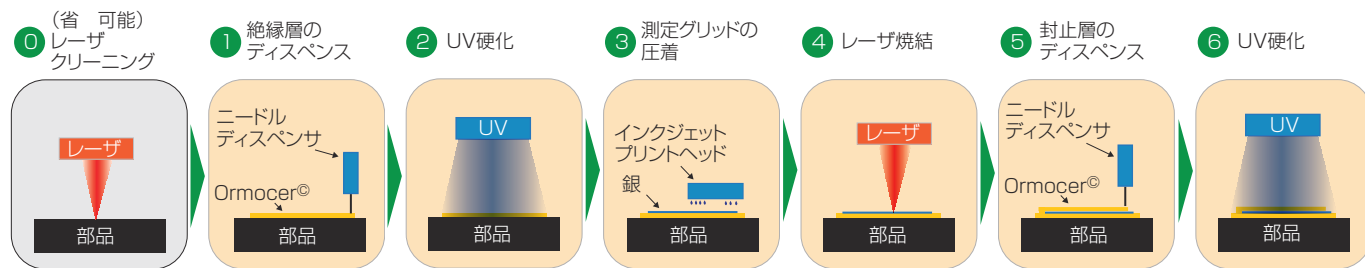 0 （省　可能）
レーザ
クリーニング
レーザ
部品
1 絶縁層の
ディスペンス
ニードル
ディスペンサ
Ormocer©
部品
2 UV硬化
UV
部品
3 測定グリッドの
圧着
インクジェット
プリントヘッド
銀
部品
4 レーザ焼結
レーザ
部品
5 封止層の
ディスペンス
ニードル
ディスペンサ
Ormocer©
部品
6 UV硬化
UV
部品